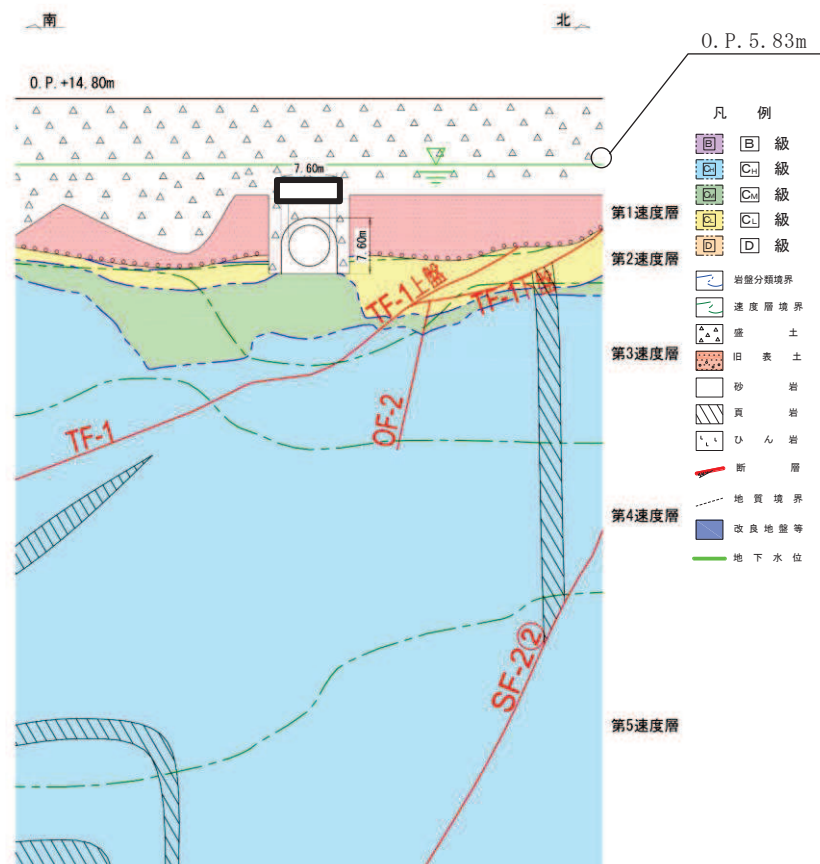 南
北
O.P.5.83m
O.P.+14.80m
7.60m
7.60m
TF-1上盤
TF-1下盤
TF-1
OF-2
SF-2②
第1速度層
第2速度層
第3速度層
第4速度層
第5速度層
凡 例
B B 級
CH CH 級
CM CM 級
CL CL 級
D D 級
岩盤分類境界
速度層境界
盛土
旧表土
砂岩
頁岩
ひん岩
断層
地質境界
改良地盤等
地下水位